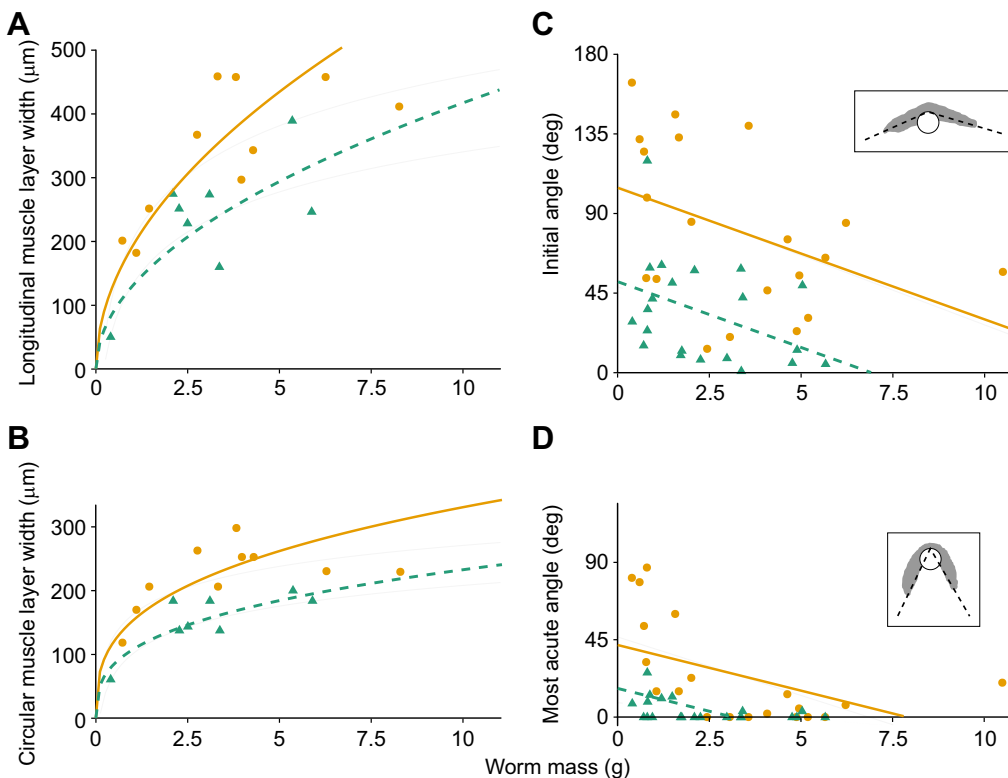 A
Longitudinal muscle layer width (μm)
500
400
300
200
100
0
0 2.5 5 7.5 10
B
Circular muscle layer width (μm)
300
200
100
0
0 2.5 5 7.5 10
C
Initial angle (deg)
180
135
90
45
0
0 2.5 5 7.5 10
D
Most acute angle (deg)
90
45
0
0 2.5 5 7.5 10
Worm mass (g)